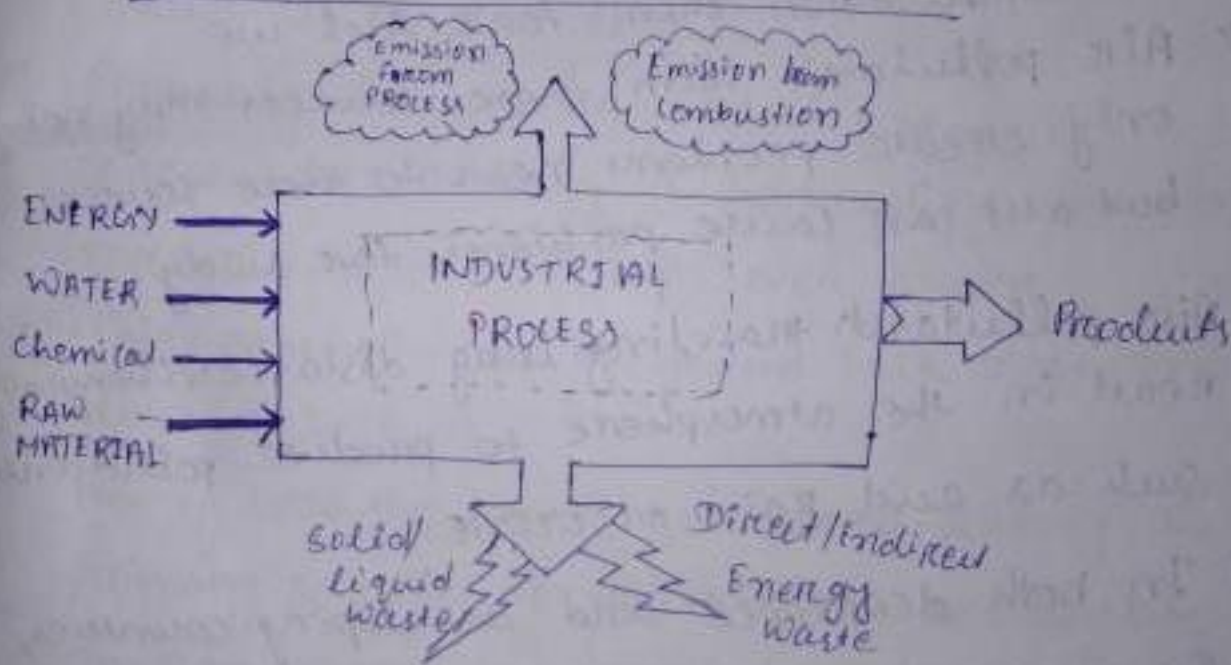 Emission
from
PROCESS
Emission from
Combustion
ENERGY
WATER
Chemical
RAW
MATERIAL
INDUSTRIAL
PROCESS
Products
Solid/
liquid
Waste
Direct/indirect
Energy
Waste